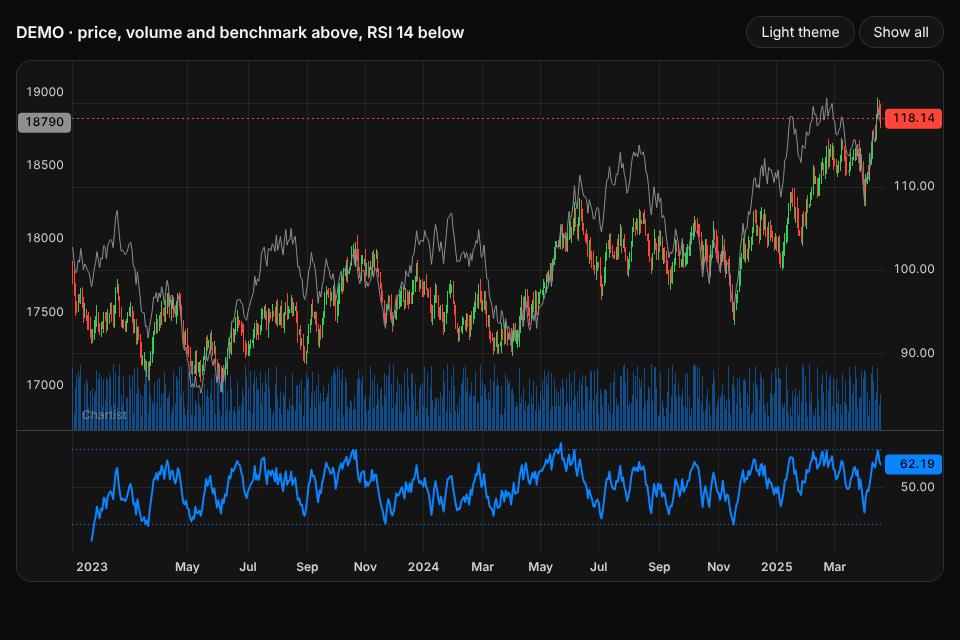 DEMO · price, volume and benchmark above, RSI 14 below
Light theme
Show all
19000
18790
18500
18000
17500
17000
118.14
110.00
100.00
90.00
Chartist
62.19
50.00
2023 May Jul Sep Nov 2024 Mar May Jul Sep Nov 2025 Mar